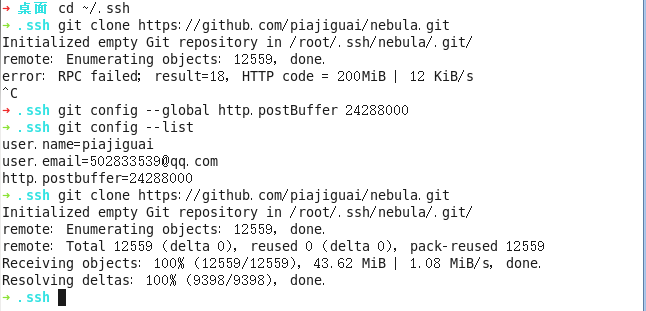 ➜ 桌面 cd ~/.ssh
➜ .ssh git clone https://github.com/piajiguai/nebula.git
Initialized empty Git repository in /root/.ssh/nebula/.git/
remote: Enumerating objects: 12559, done.
error: RPC failed; result=18, HTTP code = 200MiB | 12 KiB/s
^C
➜ .ssh git config --global http.postBuffer 24288000
➜ .ssh git config --list
user.name=piajiguai
user.email=502833539@qq.com
http.postbuffer=24288000
➜ .ssh git clone https://github.com/piajiguai/nebula.git
Initialized empty Git repository in /root/.ssh/nebula/.git/
remote: Enumerating objects: 12559, done.
remote: Total 12559 (delta 0), reused 0 (delta 0), pack-reused 12559
Receiving objects: 100% (12559/12559), 43.62 MiB | 1.08 MiB/s, done.
Resolving deltas: 100% (9398/9398), done.
➜ .ssh